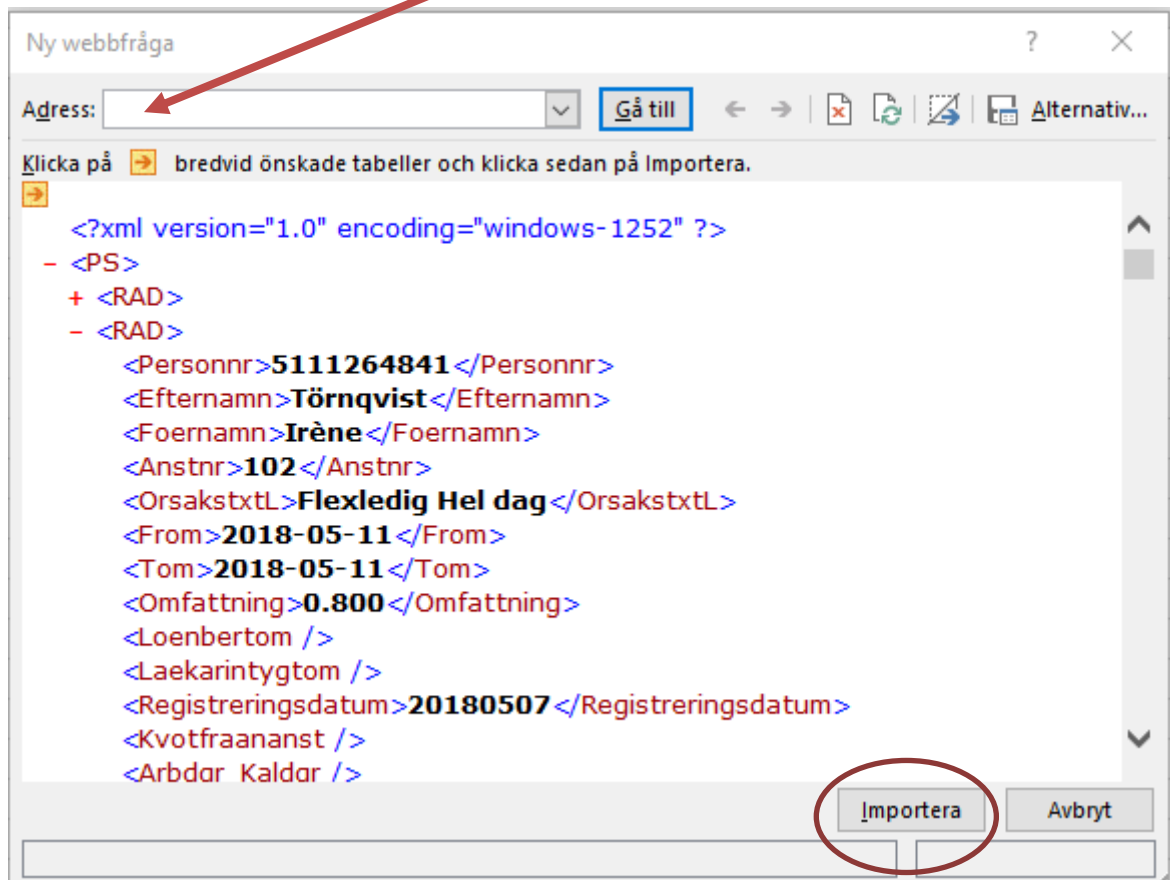 Ny webbfråga ?
Adress: Gå till Alternativ...
Klicka på bredvid önskade tabeller och klicka sedan på Importera.
<?xml version="1.0" encoding="windows-1252" ?>
- <PS>
+ <RAD>
- <RAD>
<Personnr>5111264841</Personnr>
<Efternamn>Törnqvist</Efternamn>
<Foernamn>Irène</Foernamn>
<Anstnr>102</Anstnr>
<OrsakstxtL>Flexledig Hel dag</OrsakstxtL>
<From>2018-05-11</From>
<Tom>2018-05-11</Tom>
<Omfattning>0.800</Omfattning>
<Loenbertom />
<Laekarintygtom />
<Registreringsdatum>20180507</Registreringsdatum>
<Kvotfraananst />
<Arbdgr_Kaldgr />
Importera Avbryt